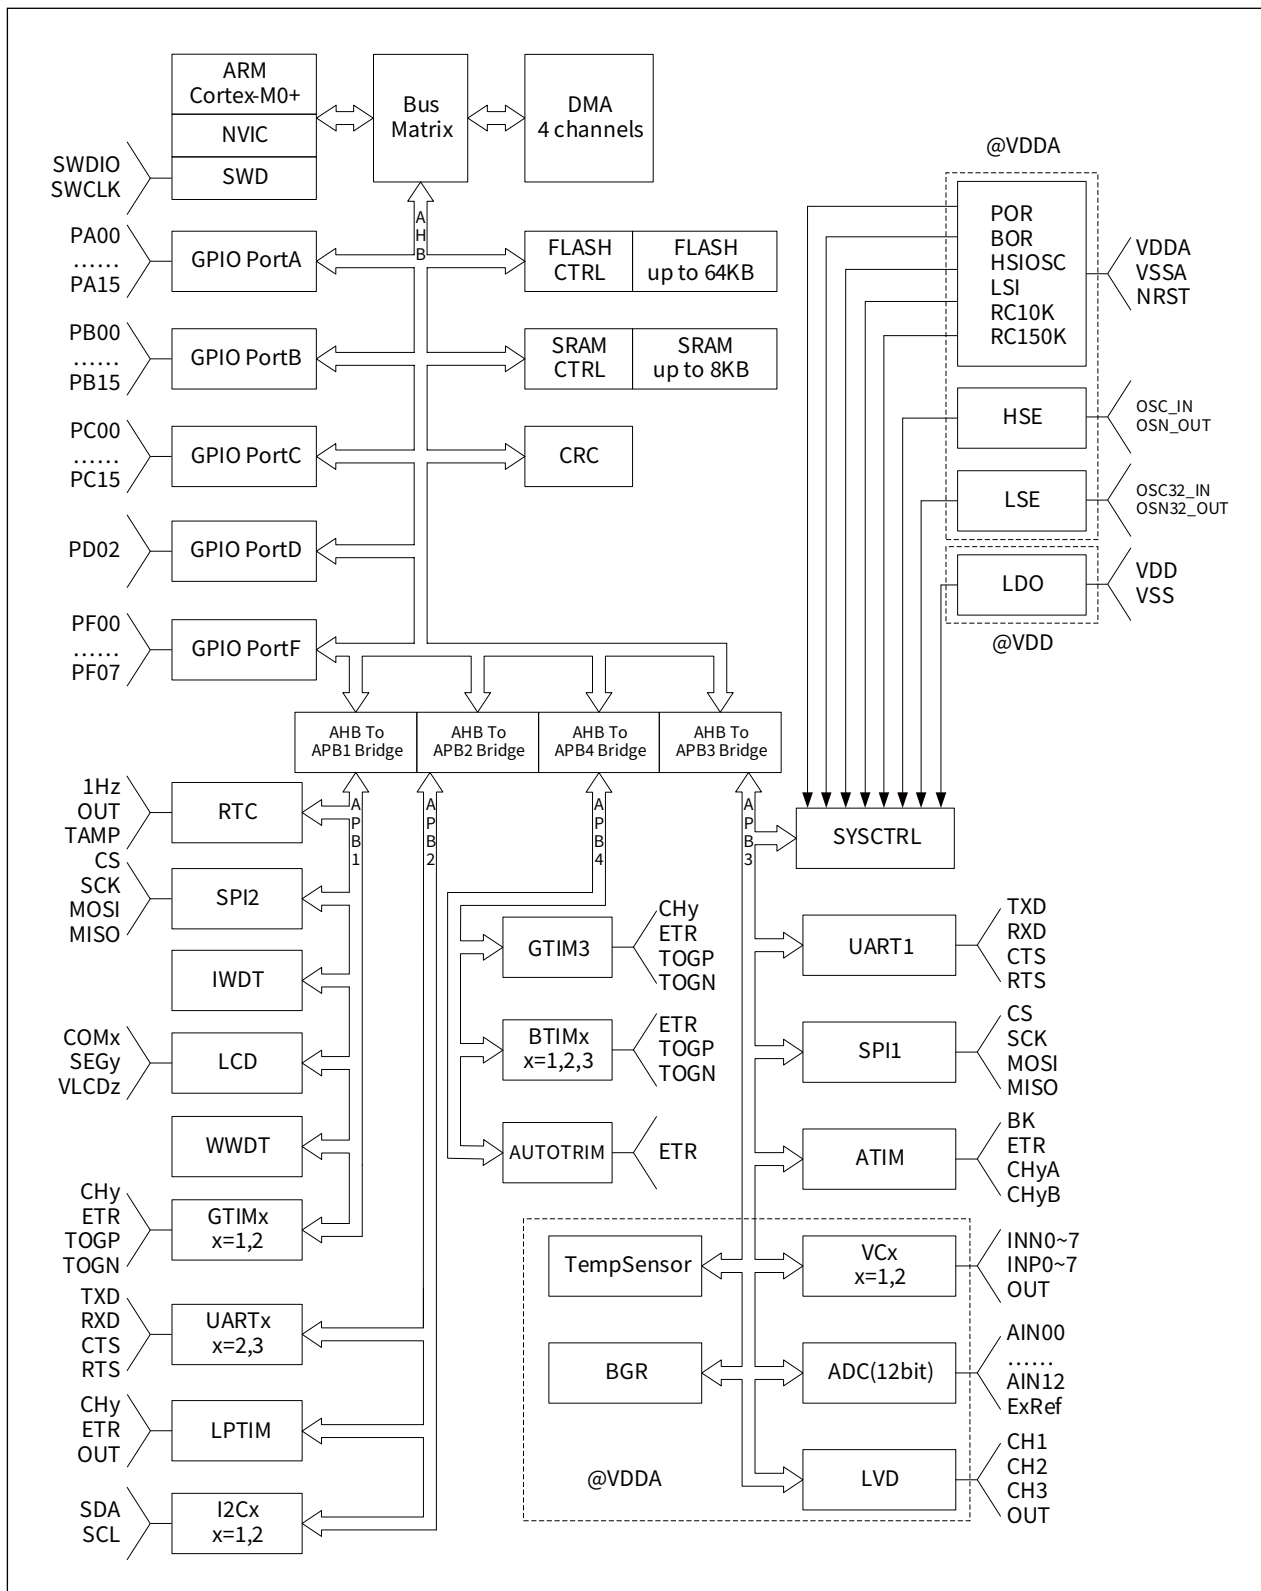 ARM
Cortex-M0+
NVIC
SWD
SWDIO
SWCLK
Bus
Matrix
DMA
4 channels
AHB
PA00
......
PA15
GPIO PortA
FLASH
CTRL
FLASH
up to 64KB
PB00
......
PB15
GPIO PortB
SRAM
CTRL
SRAM
up to 8KB
PC00
......
PC15
GPIO PortC
CRC
PD02
GPIO PortD
PF00
......
PF07
GPIO PortF
@VDDA
POR
BOR
HSIOSC
LSI
RC10K
RC150K
VDDA
VSSA
NRST
HSE
OSC_IN
OSN_OUT
LSE
OSC32_IN
OSN32_OUT
LDO
VDD
VSS
@VDD
AHB To
APB1 Bridge
AHB To
APB2 Bridge
AHB To
APB4 Bridge
AHB To
APB3 Bridge
APB1
APB2
APB4
APB3
1Hz
OUT
TAMP
RTC
CS
SCK
MOSI
MISO
SPI2
IWDT
COMx
SEGy
VLCDz
LCD
WWDT
CHy
ETR
TOGP
TOGN
GTIMx
x=1,2
TXD
RXD
CTS
RTS
UARTx
x=2,3
CHy
ETR
OUT
LPTIM
SDA
SCL
I2Cx
x=1,2
GTIM3
CHy
ETR
TOGP
TOGN
BTIMx
x=1,2,3
ETR
TOGP
TOGN
AUTOTRIM
ETR
SYSCTRL
UART1
TXD
RXD
CTS
RTS
SPI1
CS
SCK
MOSI
MISO
ATIM
BK
ETR
CHyA
CHyB
TempSensor
VCx
x=1,2
INN0~7
INP0~7
OUT
BGR
ADC(12bit)
AIN00
......
AIN12
ExRef
@VDDA
LVD
CH1
CH2
CH3
OUT